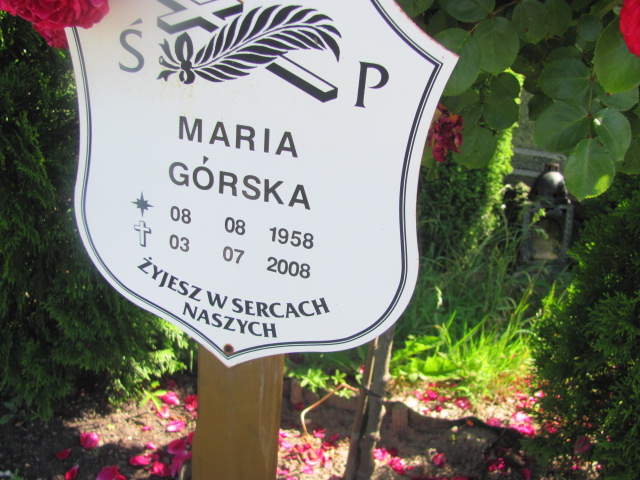 Ś P
MARIA
GÓRSKA
08 08 1958
03 07 2008
ŻYJESZ W SERCACH
NASZYCH